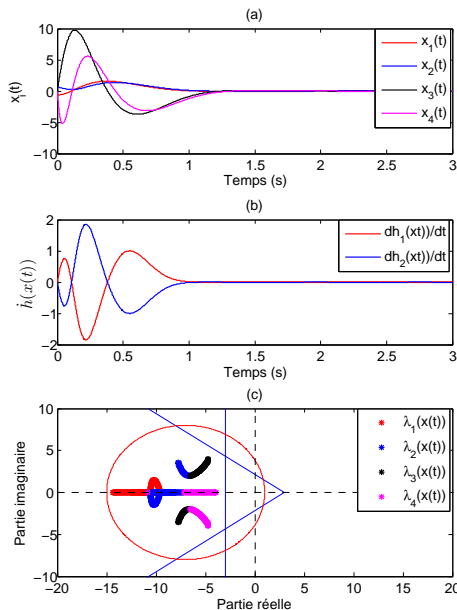 (a)
x_i(t)
10
5
0
−5
−10
0 0.5 1 1.5 2 2.5 3
Temps (s)
x_1(t)
x_2(t)
x_3(t)
x_4(t)
(b)
ḣ(x(t))
2
1
0
−1
−2
0 0.5 1 1.5 2 2.5 3
Temps (s)
dh_1(xt))/dt
dh_2(xt))/dt
(c)
Partie imaginaire
10
5
0
−5
−10
−20 −15 −10 −5 0 5 10 15 20
Partie réelle
λ_1(x(t))
λ_2(x(t))
λ_3(x(t))
λ_4(x(t))